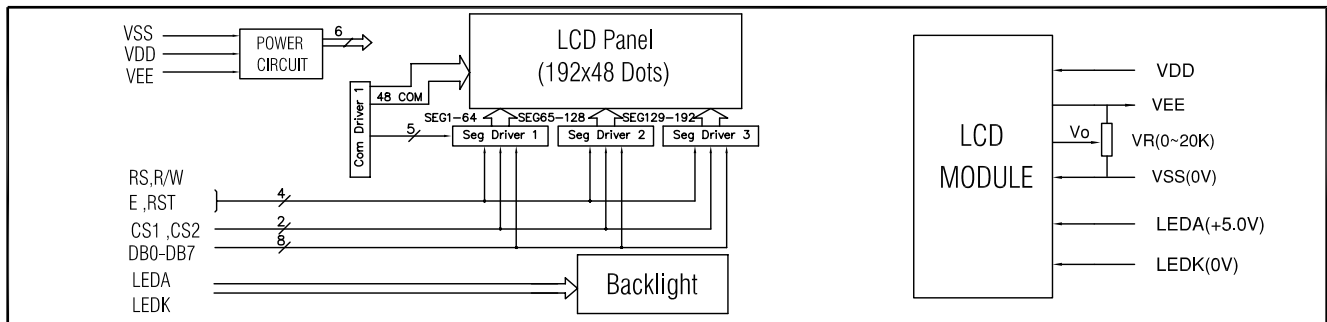 VSS
VDD
VEE
POWER
CIRCUIT
6
LCD Panel
(192x48 Dots)
Com Driver 1
48 COM
5
SEG1-64
SEG65-128
SEG129-192
Seg Driver 1
Seg Driver 2
Seg Driver 3
RS,R/W
E ,RST
4
CS1 ,CS2
2
DB0-DB7
8
LEDA
LEDK
Backlight
LCD
MODULE
VDD
VEE
Vo
VR(0~20K)
VSS(0V)
LEDA(+5.0V)
LEDK(0V)